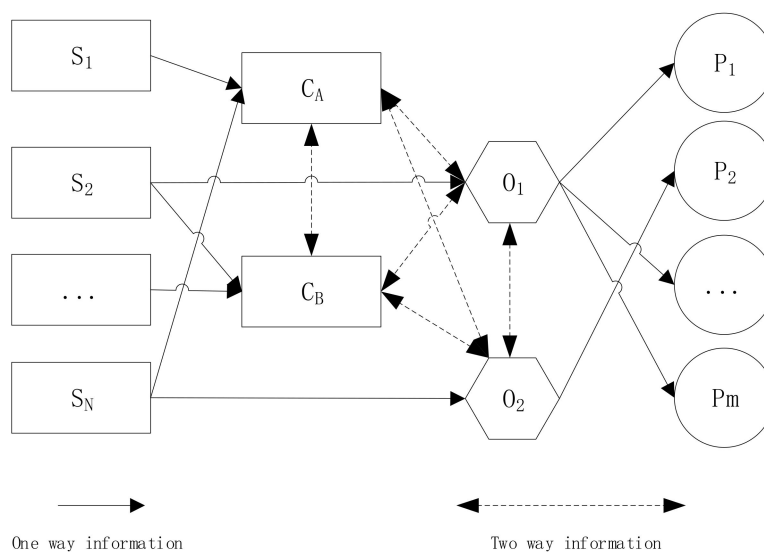 S1
S2
...
SN
CA
CB
O1
O2
P1
P2
...
Pm
One way information
Two way information